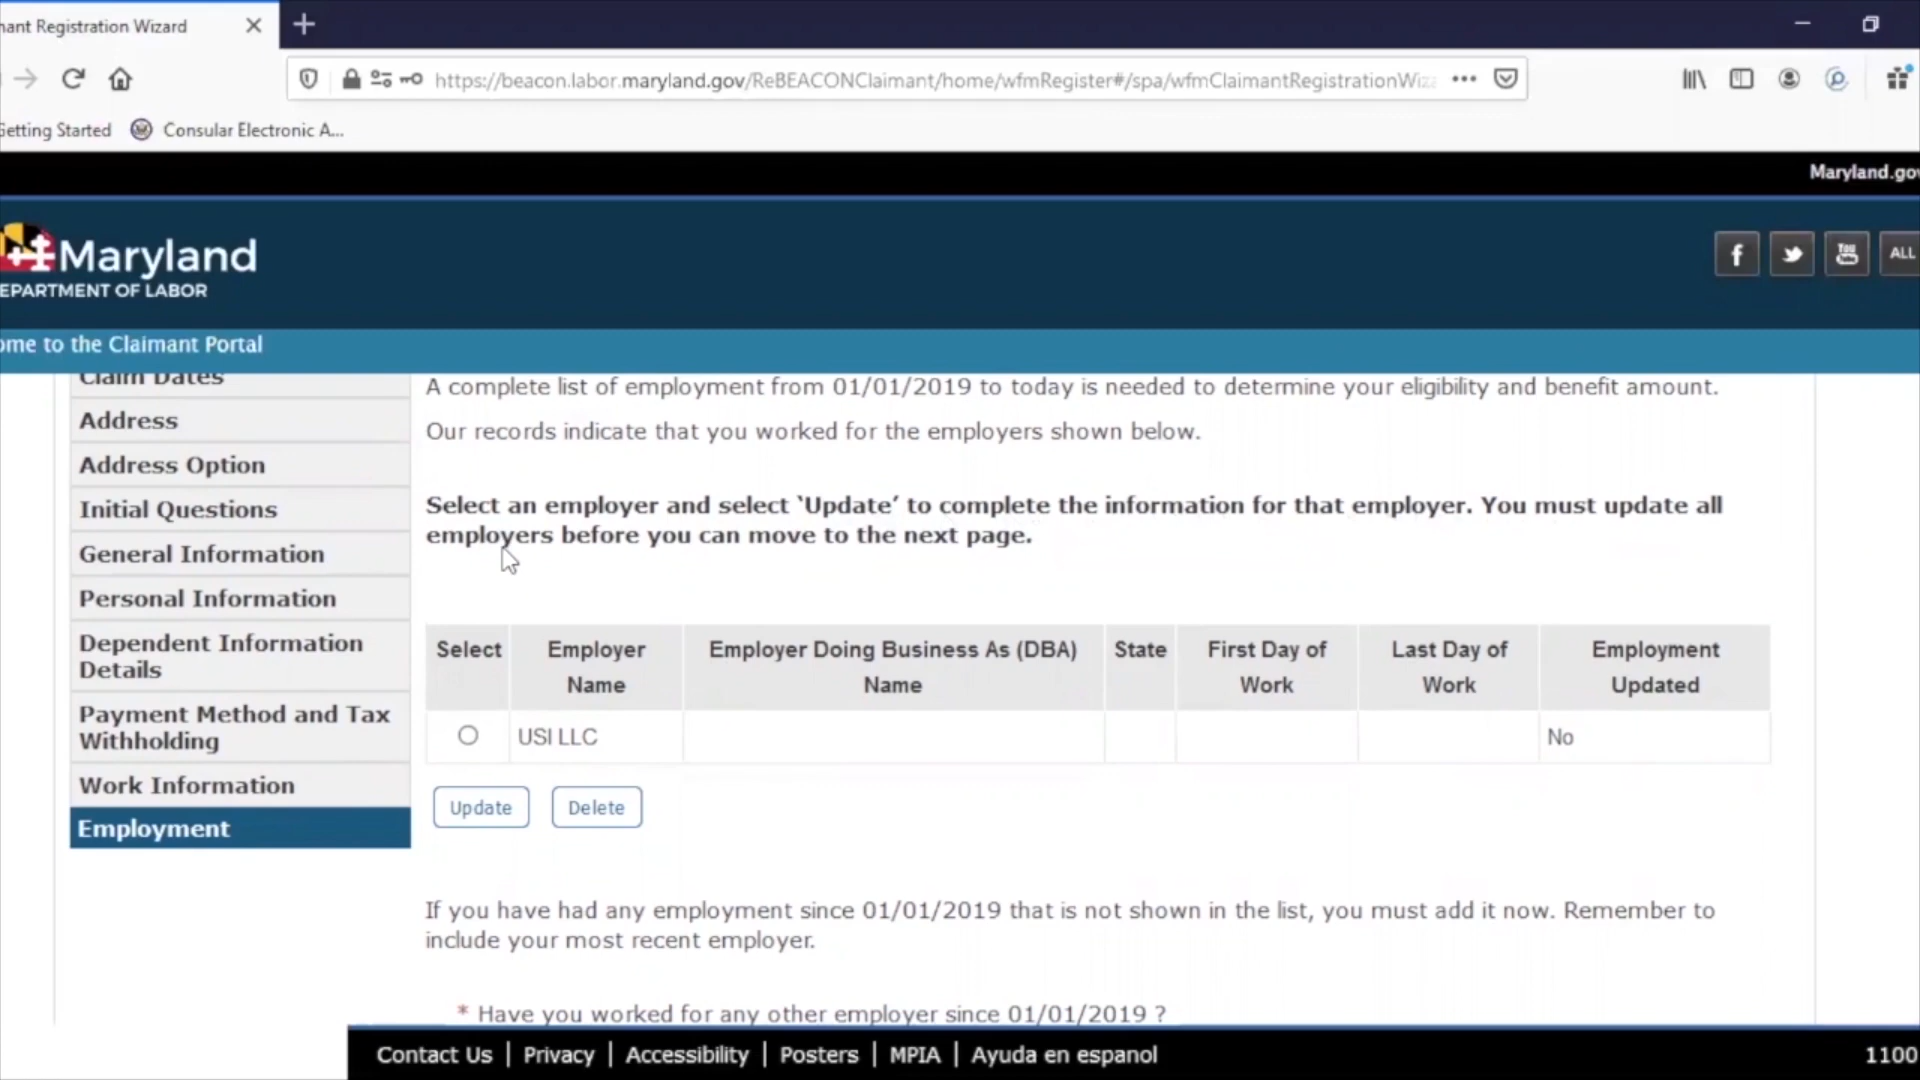 mant Registration Wizard
https://beacon.labor.maryland.gov/ReBEACONClaimant/home/wfmRegister#/spa/wfmClaimantRegistrationWiz
Getting Started
Consular Electronic A...
Maryland.gov
Maryland
EPARTMENT OF LABOR
f
You
ALL
ome to the Claimant Portal
Claim Dates
Address
Address Option
Initial Questions
General Information
Personal Information
Dependent Information
Details
Payment Method and Tax
Withholding
Work Information
Employment
A complete list of employment from 01/01/2019 to today is needed to determine your eligibility and benefit amount.
Our records indicate that you worked for the employers shown below.
Select an employer and select ‘Update’ to complete the information for that employer. You must update all
employers before you can move to the next page.
Select
Employer
Name
Employer Doing Business As (DBA)
Name
State
First Day of
Work
Last Day of
Work
Employment
Updated
USI LLC
No
Update
Delete
If you have had any employment since 01/01/2019 that is not shown in the list, you must add it now. Remember to
include your most recent employer.
* Have you worked for any other employer since 01/01/2019 ?
Contact Us | Privacy | Accessibility | Posters | MPIA | Ayuda en espanol
1100